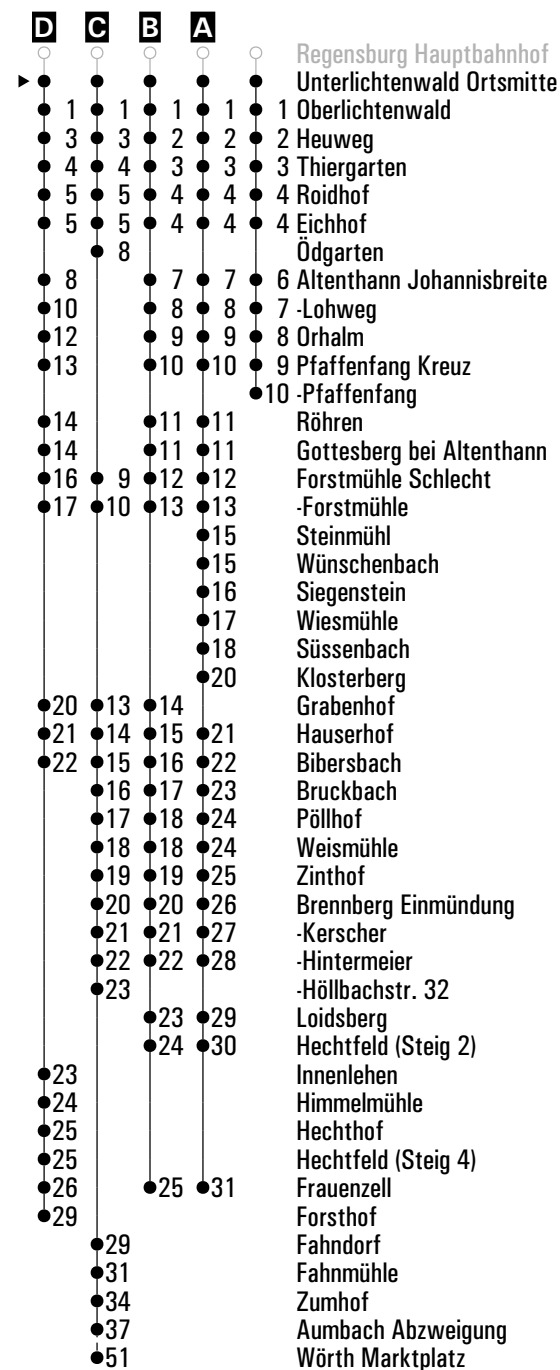 D C B A
Regensburg Hauptbahnhof
Unterlichtenwald Ortsmitte
1 1 1 1 1 Oberlichtenwald
3 3 2 2 2 Heuweg
4 4 3 3 3 Thiergarten
5 5 4 4 4 Roidhof
5 5 4 4 4 Eichhof
8 Ödgarten
8 7 7 6 Altenthann Johannisbreite
10 8 8 7 -Lohweg
12 9 9 8 Orhalm
13 10 10 9 Pfaffenfang Kreuz
10 -Pfaffenfang
14 11 11 Röhren
14 11 11 Gottesberg bei Altenthann
16 9 12 12 Forstmühle Schlecht
17 10 13 13 -Forstmühle
15 Steinmühl
15 Wünschenbach
16 Siegenstein
17 Wiesmühle
18 Süssenbach
20 Klosterberg
20 13 14 Grabenhof
21 14 15 21 Hauserhof
22 15 16 22 Bibersbach
16 17 23 Bruckbach
17 18 24 Pöllhof
18 18 24 Weismühle
19 19 25 Zinthof
20 20 26 Brennberg Einmündung
21 21 27 -Kerscher
22 22 28 -Hintermeier
23 -Höllbachstr. 32
23 29 Loidsberg
24 30 Hechtfeld (Steig 2)
23 Innenlehen
24 Himmelmühle
25 Hechthof
25 Hechtfeld (Steig 4)
26 25 31 Frauenzell
29 Forsthof
29 Fahndorf
31 Fahnmühle
34 Zumhof
37 Aumbach Abzweigung
51 Wörth Marktplatz